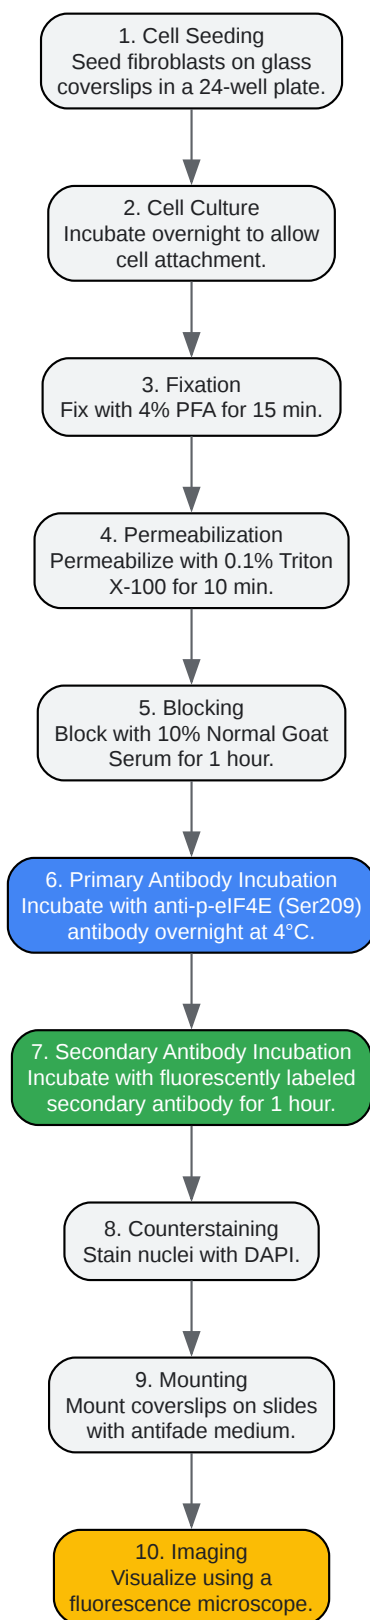 1. Cell Seeding
Seed fibroblasts on glass
coverslips in a 24-well plate.
2. Cell Culture
Incubate overnight to allow
cell attachment.
3. Fixation
Fix with 4% PFA for 15 min.
4. Permeabilization
Permeabilize with 0.1% Triton
X-100 for 10 min.
5. Blocking
Block with 10% Normal Goat
Serum for 1 hour.
6. Primary Antibody Incubation
Incubate with anti-p-eIF4E (Ser209)
antibody overnight at 4°C.
7. Secondary Antibody Incubation
Incubate with fluorescently labeled
secondary antibody for 1 hour.
8. Counterstaining
Stain nuclei with DAPI.
9. Mounting
Mount coverslips on slides
with antifade medium.
10. Imaging
Visualize using a
fluorescence microscope.